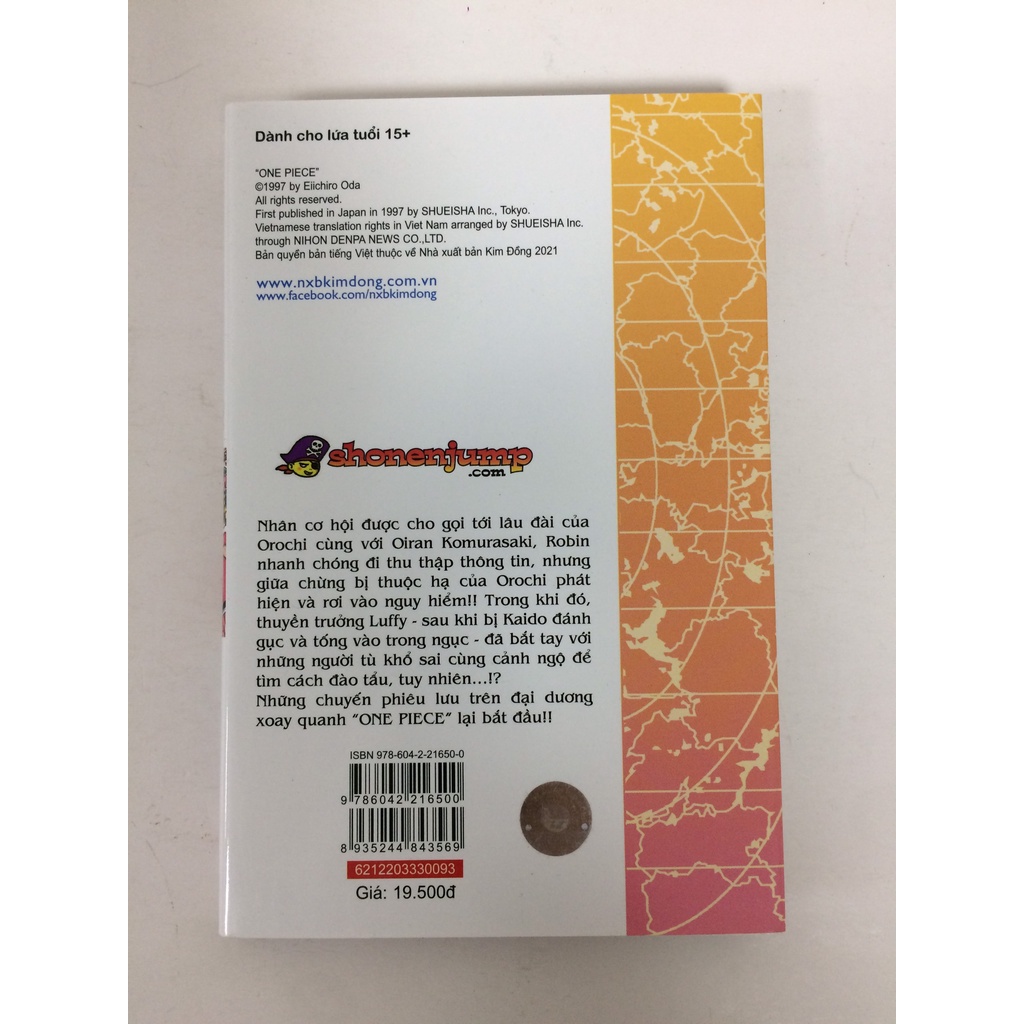 Dành cho lứa tuổi 15+
"ONE PIECE"
©1997 by Eiichiro Oda
All rights reserved.
First published in Japan in 1997 by SHUEISHA Inc., Tokyo.
Vietnamese translation rights in Viet Nam arranged by SHUEISHA Inc.
through NIHON DENPA NEWS CO.,LTD.
Bản quyền bản tiếng Việt thuộc về Nhà xuất bản Kim Đồng 2021
www.nxbkimdong.com.vn
www.facebook.com/nxbkimdong
shonenjump
.com
Nhân cơ hội được cho gọi tới lâu đài của
Orochi cùng với Oiran Komurasaki, Robin
nhanh chóng đi thu thập thông tin, nhưng
giữa chừng bị thuộc hạ của Orochi phát
hiện và rơi vào nguy hiểm!! Trong khi đó,
thuyền trưởng Luffy - sau khi bị Kaido đánh
gục và tống vào trong ngục - đã bắt tay với
những người tù khổ sai cùng cảnh ngộ để
tìm cách đào tẩu, tuy nhiên...!?
Những chuyến phiêu lưu trên đại dương
xoay quanh "ONE PIECE" lại bắt đầu!!
ISBN 978-604-2-21650-0
9 786042 216500
8 935244 843569
6212203330093
Giá: 19.500đ